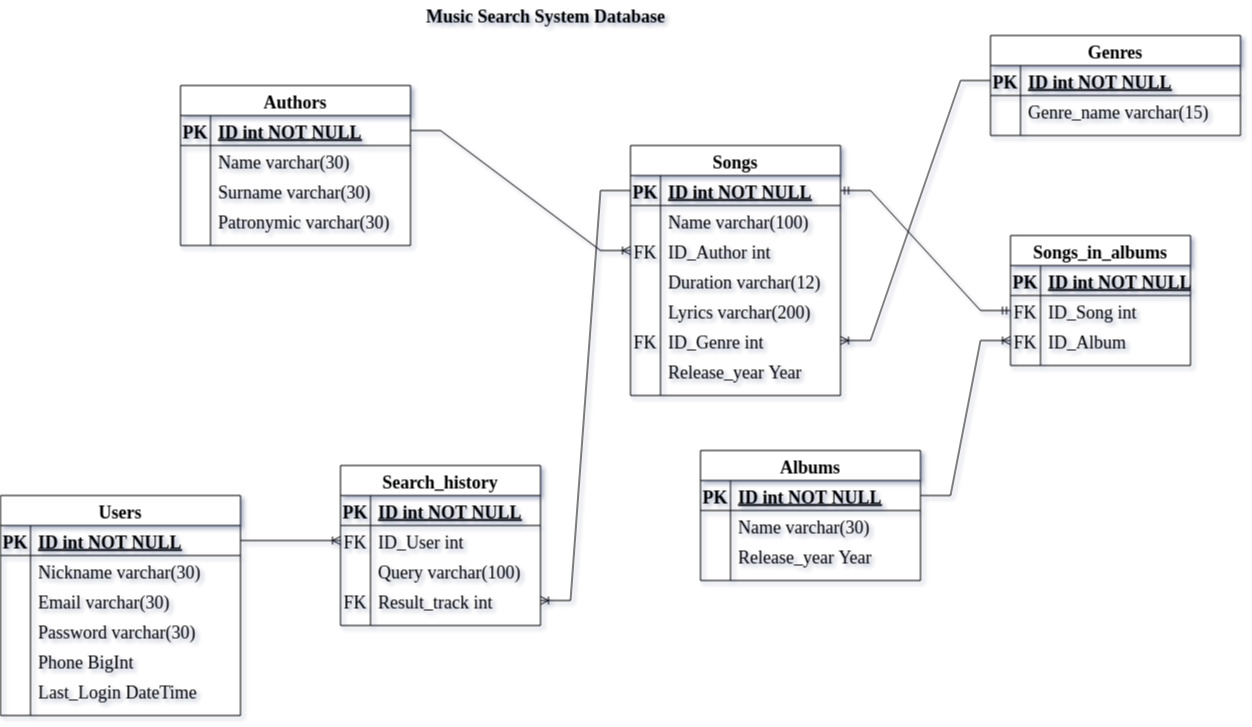 Music Search System Database
Authors
PK ID int NOT NULL
Name varchar(30)
Surname varchar(30)
Patronymic varchar(30)
Songs
PK ID int NOT NULL
Name varchar(100)
FK ID_Author int
Duration varchar(12)
Lyrics varchar(200)
FK ID_Genre int
Release_year Year
Genres
PK ID int NOT NULL
Genre_name varchar(15)
Songs_in_albums
PK ID int NOT NULL
FK ID_Song int
FK ID_Album
Albums
PK ID int NOT NULL
Name varchar(30)
Release_year Year
Search_history
PK ID int NOT NULL
FK ID_User int
Query varchar(100)
FK Result_track int
Users
PK ID int NOT NULL
Nickname varchar(30)
Email varchar(30)
Password varchar(30)
Phone BigInt
Last_Login DateTime